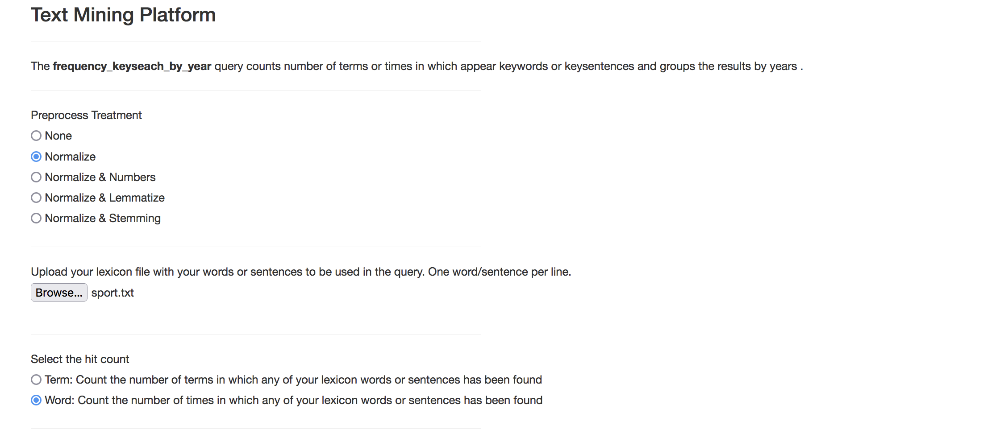 Text Mining Platform
The frequency_keyseach_by_year query counts number of terms or times in which appear keywords or keysentences and groups the results by years .
Preprocess Treatment
None
Normalize
Normalize & Numbers
Normalize & Lemmatize
Normalize & Stemming
Upload your lexicon file with your words or sentences to be used in the query. One word/sentence per line.
Browse... sport.txt
Select the hit count
Term: Count the number of terms in which any of your lexicon words or sentences has been found
Word: Count the number of times in which any of your lexicon words or sentences has been found